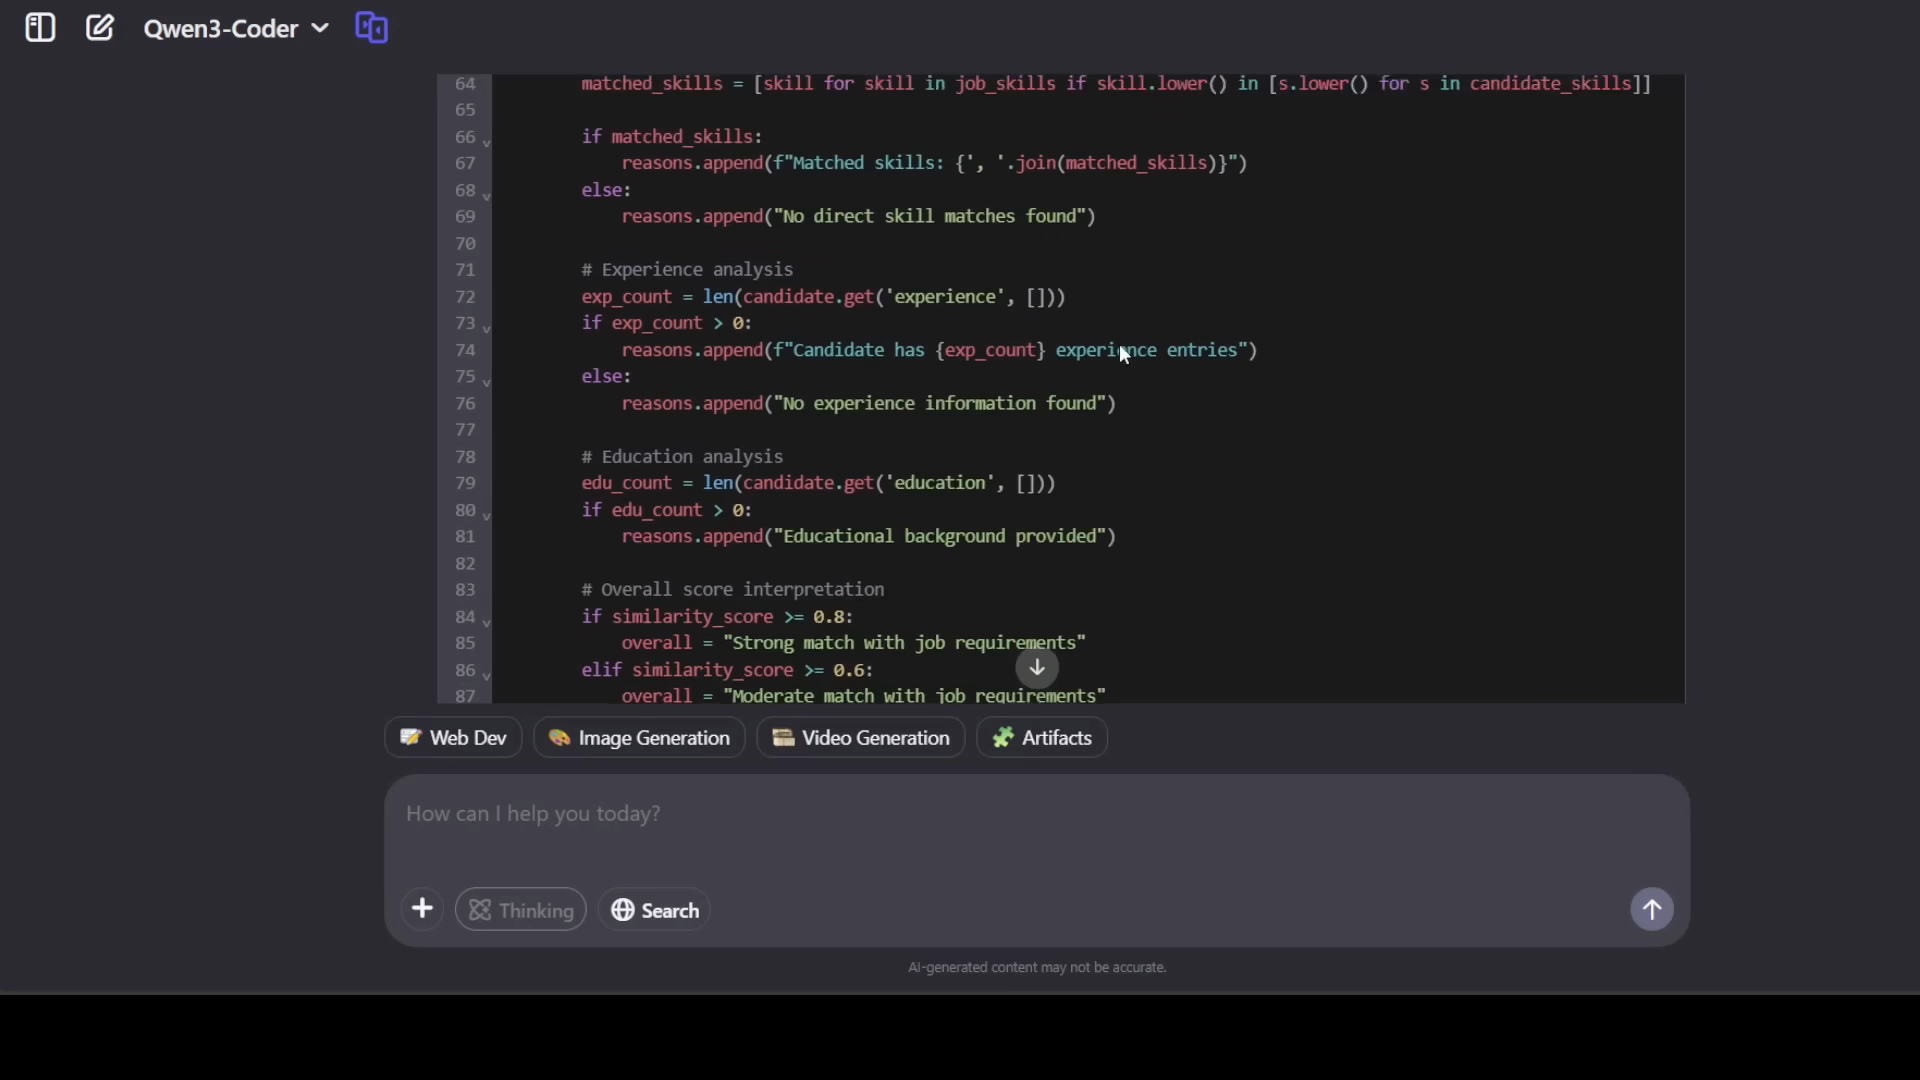 Qwen3-Coder
64 matched_skills = [skill for skill in job_skills if skill.lower() in [s.lower() for s in candidate_skills]]
65
66 if matched_skills:
67 reasons.append(f"Matched skills: {', '.join(matched_skills)}")
68 else:
69 reasons.append("No direct skill matches found")
70
71 # Experience analysis
72 exp_count = len(candidate.get('experience', []))
73 if exp_count > 0:
74 reasons.append(f"Candidate has {exp_count} experience entries")
75 else:
76 reasons.append("No experience information found")
77
78 # Education analysis
79 edu_count = len(candidate.get('education', []))
80 if edu_count > 0:
81 reasons.append("Educational background provided")
82
83 # Overall score interpretation
84 if similarity_score >= 0.8:
85 overall = "Strong match with job requirements"
86 elif similarity_score >= 0.6:
87 overall = "Moderate match with job requirements"
Web Dev Image Generation Video Generation Artifacts
How can I help you today?
Thinking Search
AI-generated content may not be accurate.